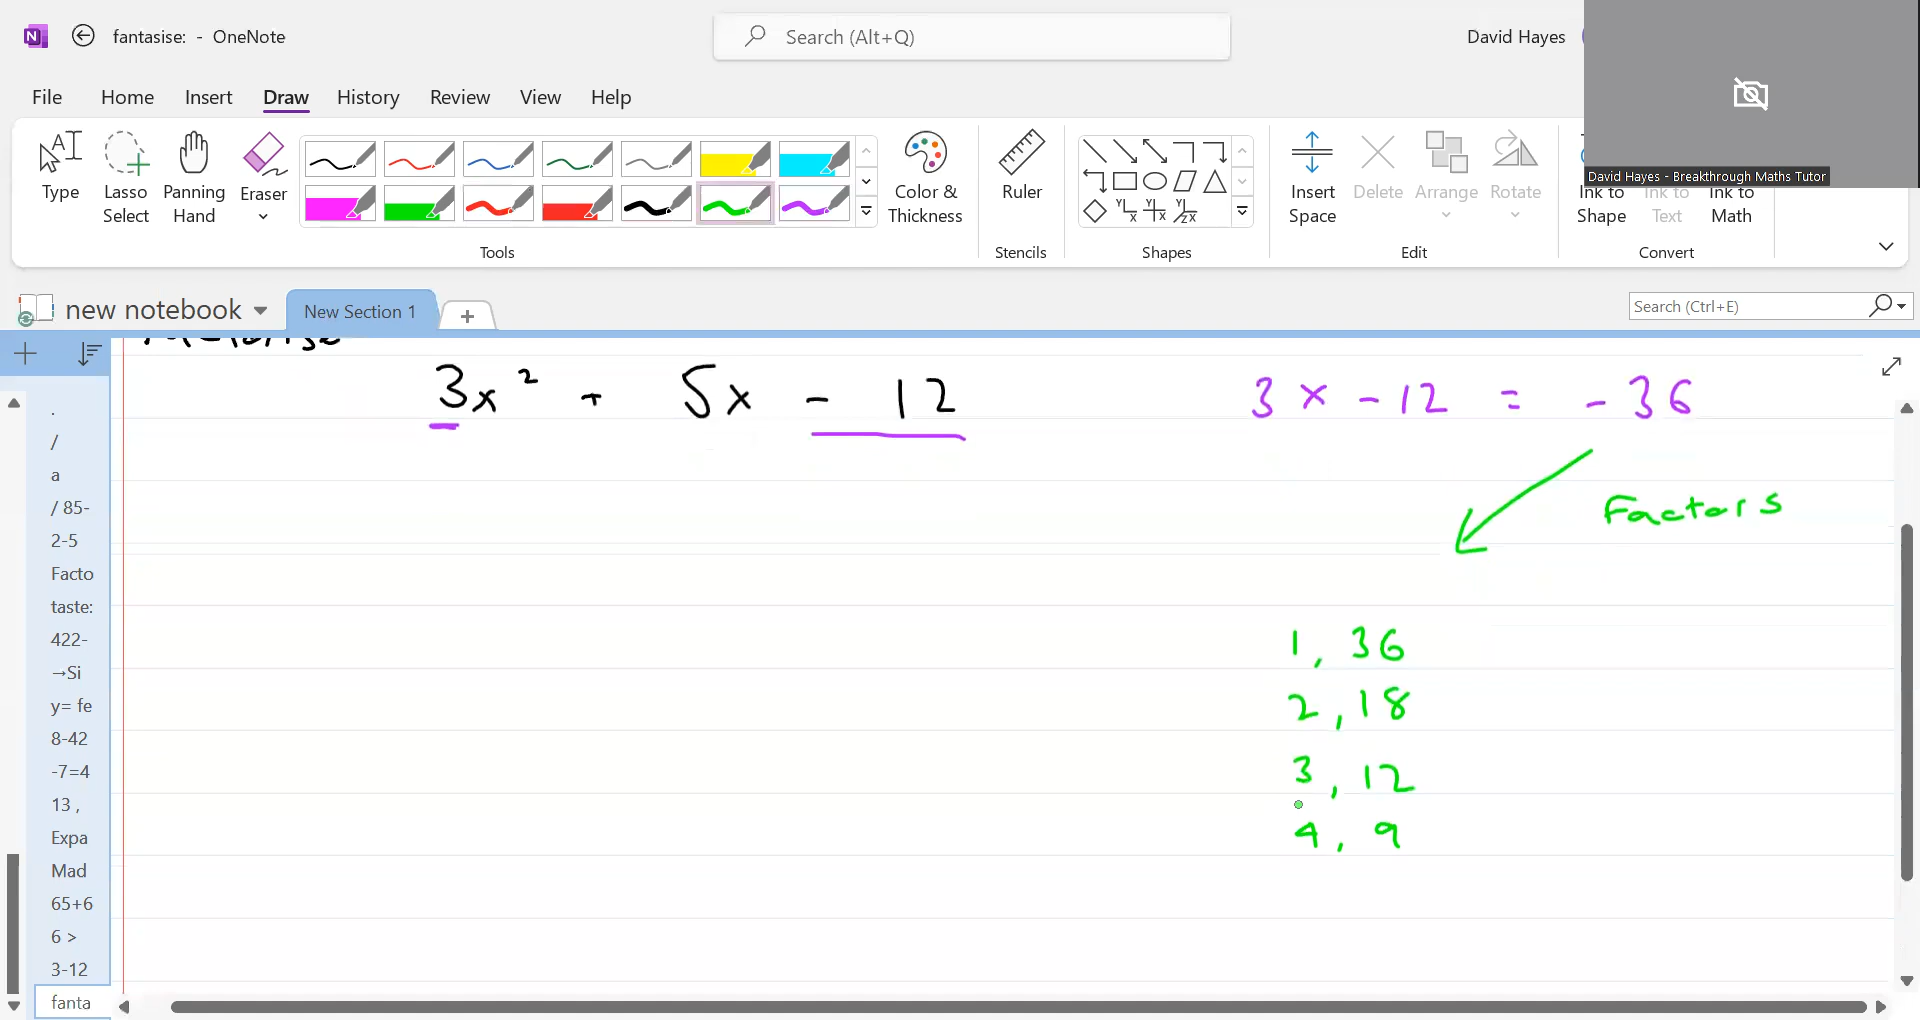 fantasise: - OneNote
Search (Alt+Q)
David Hayes
File Home Insert Draw History Review View Help
Type
Lasso Select
Panning Hand
Eraser
Color & Thickness
Ruler
Insert Space
Delete
Arrange
Rotate
Ink to Shape
Ink to Text
Ink to Math
Tools
Stencils
Shapes
Edit
Convert
David Hayes - Breakthrough Maths Tutor
new notebook
New Section 1
+
Search (Ctrl+E)
.
/
a
/ 85-
2-5
Facto
taste:
422-
→Si
y= fe
8-42
-7=4
13 ,
Expa
Mad
65+6
6 >
3-12
fanta
3x² + 5x - 12
3 x -12 = -36
Factors
1, 36
2, 18
3, 12
4, 9